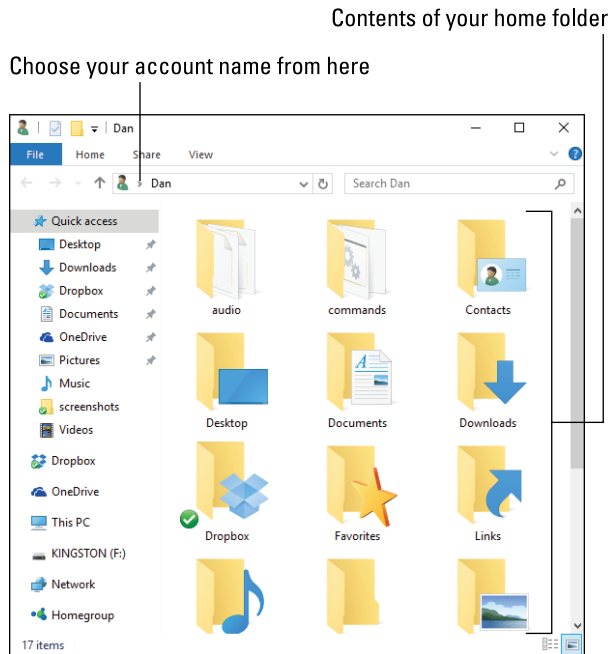 Contents of your home folder
Choose your account name from here
Dan
File Home Share View
Dan
Search Dan
Quick access
Desktop
Downloads
Dropbox
Documents
OneDrive
Pictures
Music
screenshots
Videos
Dropbox
OneDrive
This PC
KINGSTON (F:)
Network
Homegroup
audio commands Contacts
Desktop Documents Downloads
Dropbox Favorites Links
17 items